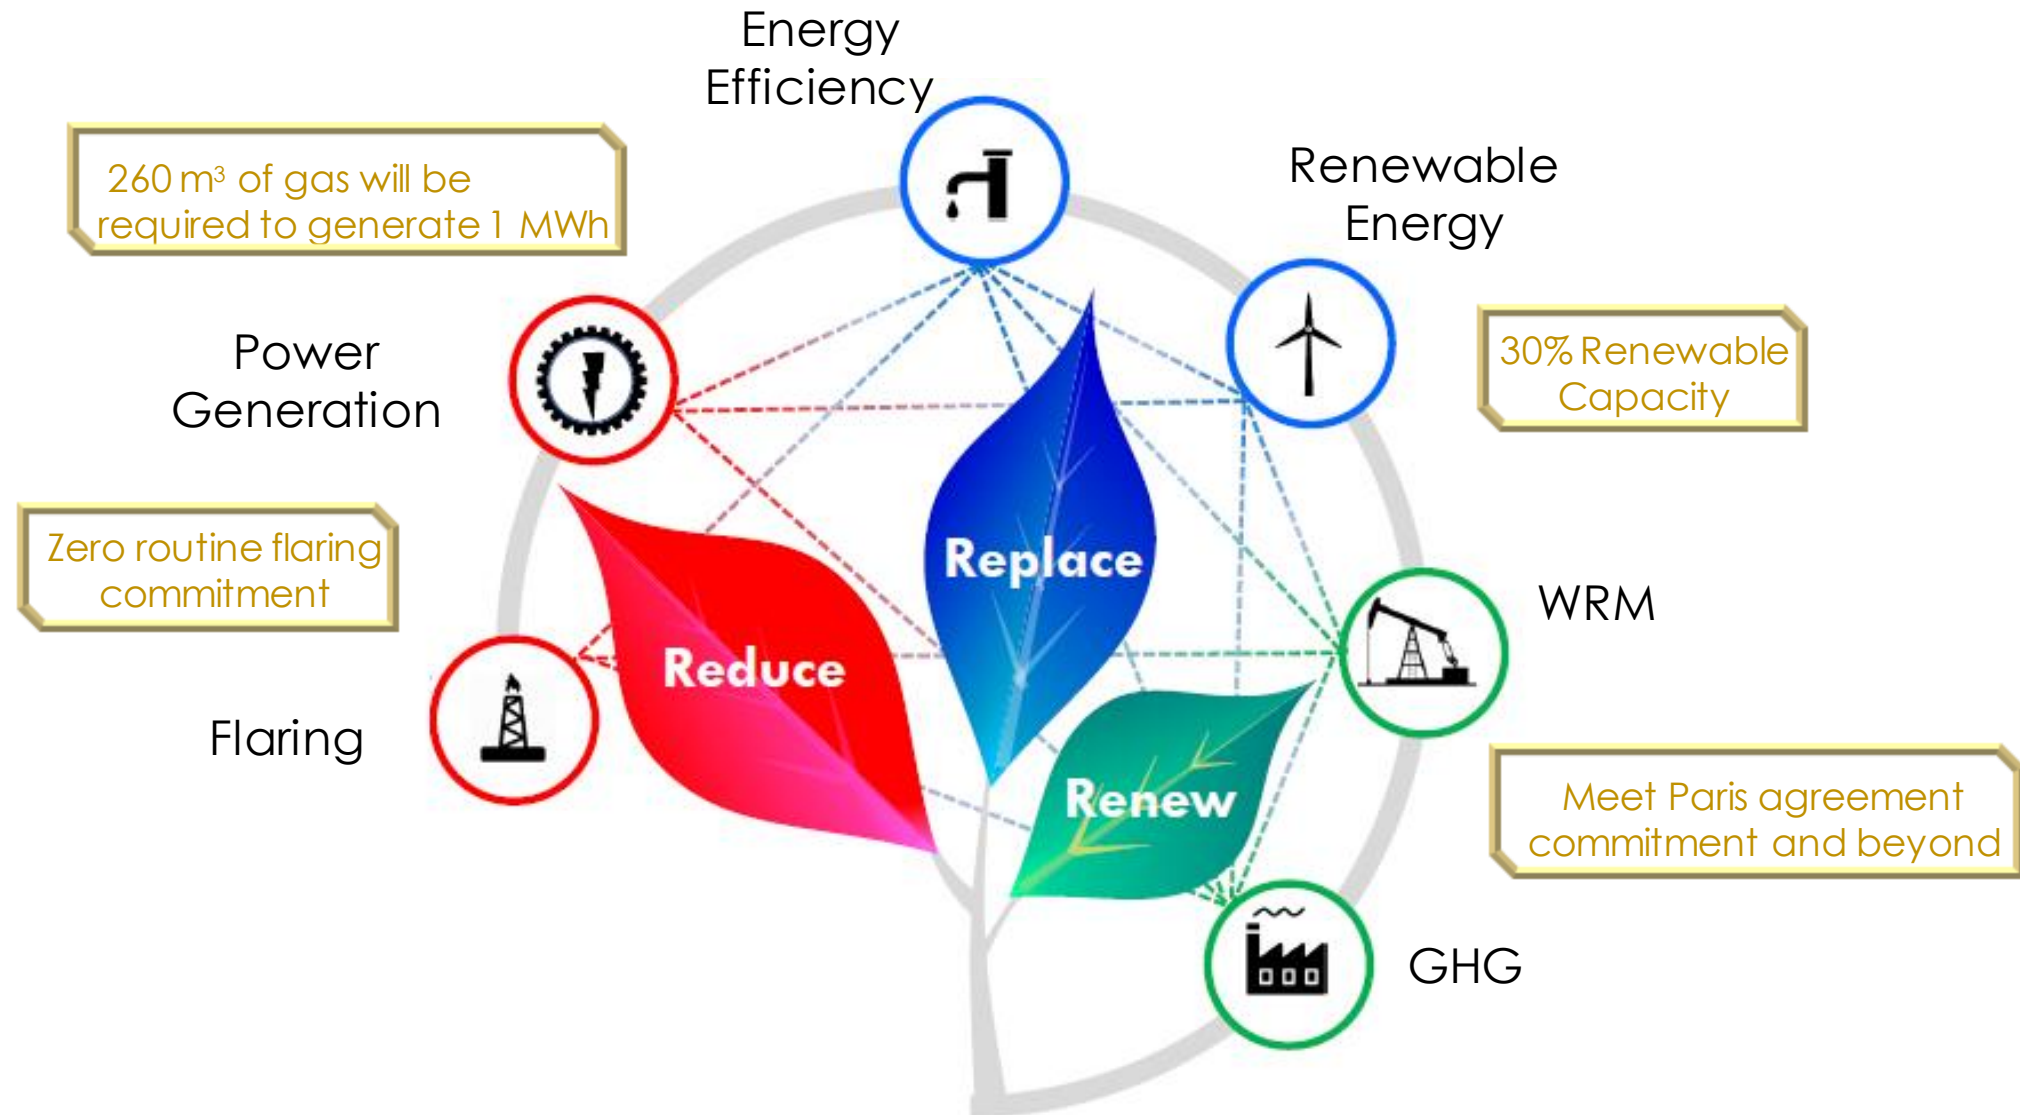 Energy
Efficiency
260 m³ of gas will be
required to generate 1 MWh
Renewable
Energy
Power
Generation
30% Renewable
Capacity
Zero routine flaring
commitment
Replace
WRM
Reduce
Flaring
Renew
Meet Paris agreement
commitment and beyond
GHG